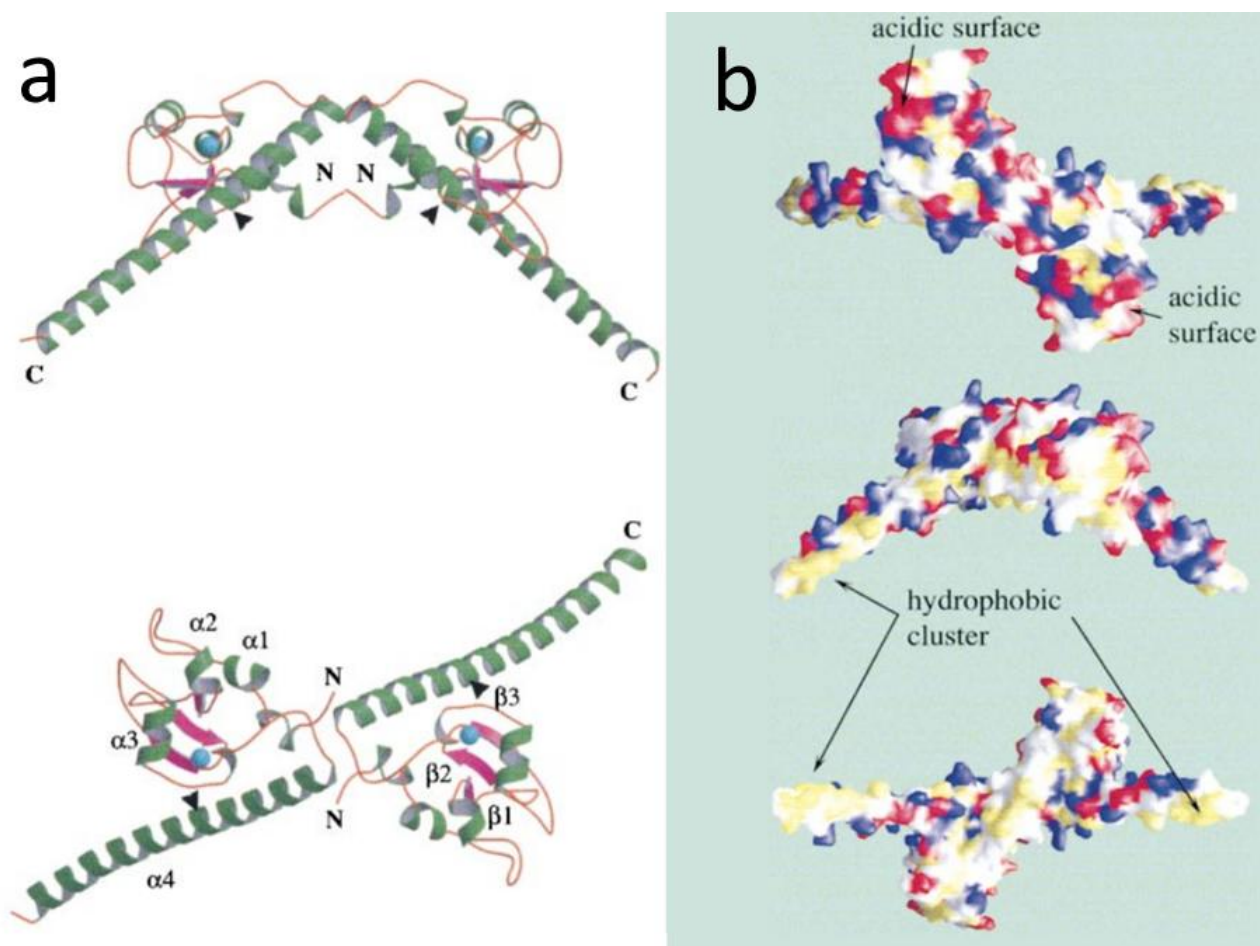 a
N N
C
C
C
α2
α1
N
β3
α3
β2
N
β1
α4
b
acidic surface
acidic
surface
hydrophobic
cluster